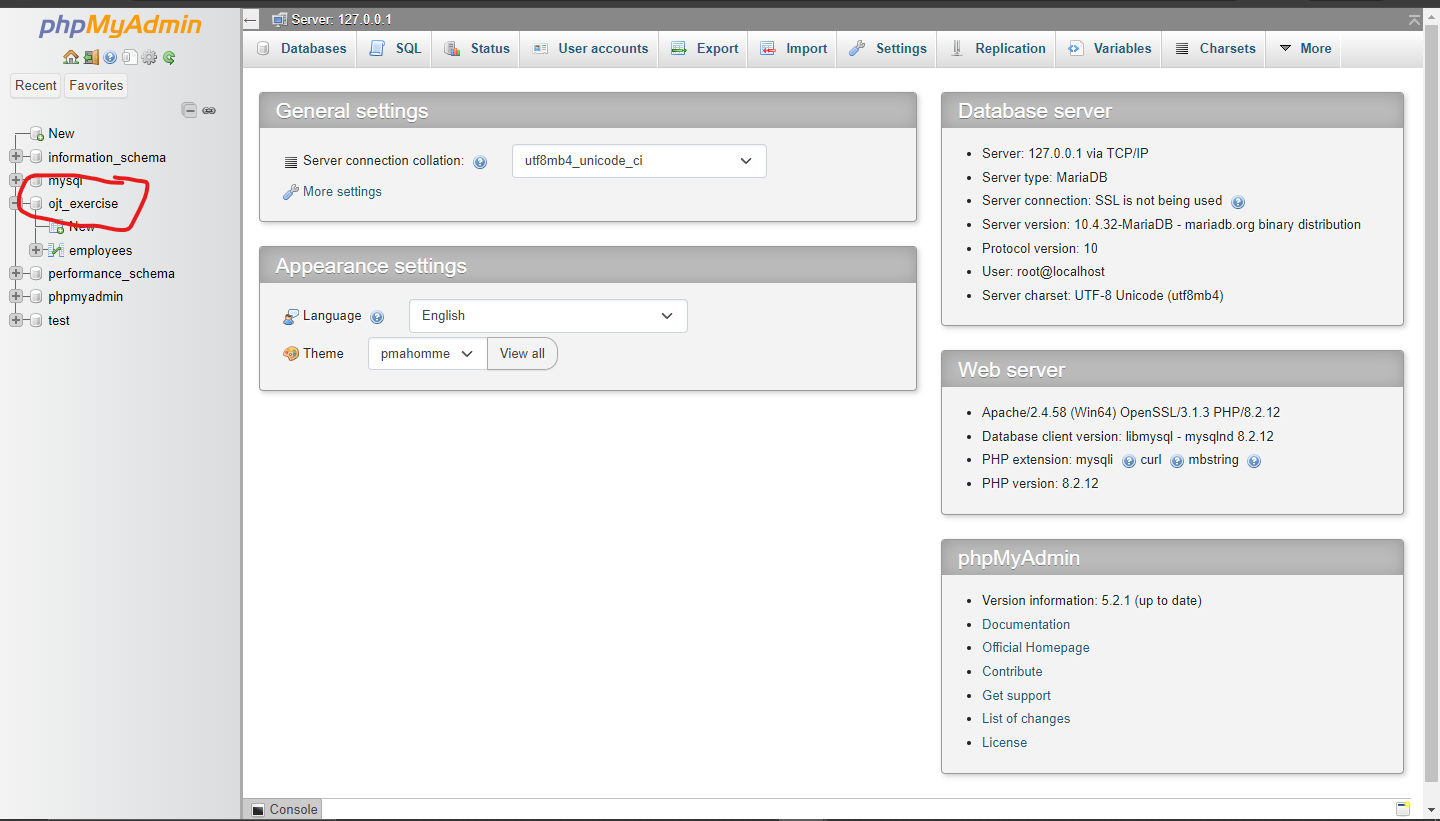 phpMyAdmin
Recent
Favorites
New
information_schema
mysql
ojt_exercise
New
employees
performance_schema
phpmyadmin
test
Server: 127.0.0.1
Databases
SQL
Status
User accounts
Export
Import
Settings
Replication
Variables
Charsets
More
General settings
Server connection collation:
utf8mb4_unicode_ci
More settings
Appearance settings
Language
English
Theme
pmahomme
View all
Database server
Server: 127.0.0.1 via TCP/IP
Server type: MariaDB
Server connection: SSL is not being used
Server version: 10.4.32-MariaDB - mariadb.org binary distribution
Protocol version: 10
User: root@localhost
Server charset: UTF-8 Unicode (utf8mb4)
Web server
Apache/2.4.58 (Win64) OpenSSL/3.1.3 PHP/8.2.12
Database client version: libmysql - mysqlnd 8.2.12
PHP extension: mysqli curl mbstring
PHP version: 8.2.12
phpMyAdmin
Version information: 5.2.1 (up to date)
Documentation
Official Homepage
Contribute
Get support
List of changes
License
Console